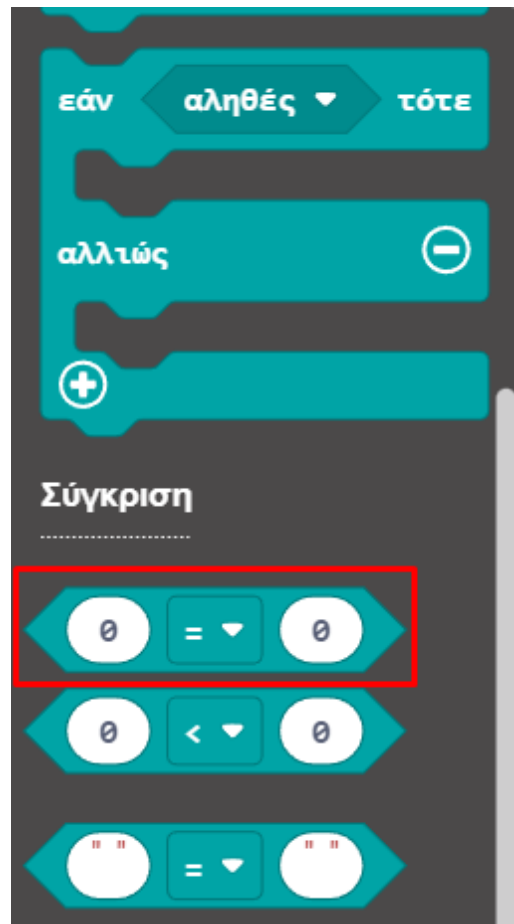 εάν αληθές τότε
αλλιώς
Σύγκριση
0 = 0
0 < 0
" " = " "